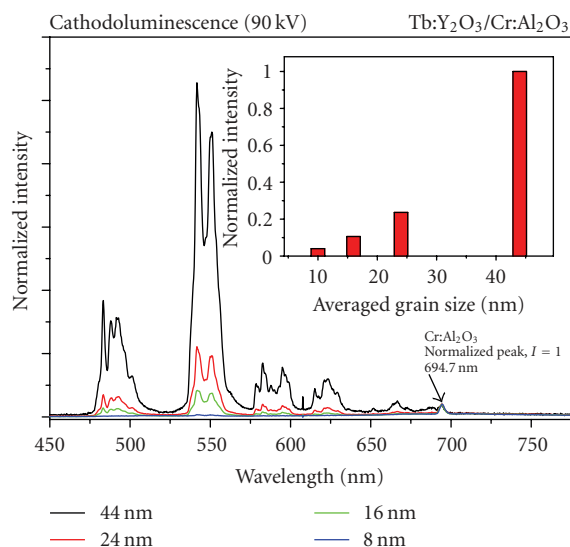 Cathodoluminescence (90 kV)
Tb:Y₂O₃/Cr:Al₂O₃
Normalized intensity
Normalized intensity
1
0.8
0.6
0.4
0.2
0
10 20 30 40
Averaged grain size (nm)
Cr:Al₂O₃
Normalized peak, I = 1
694.7 nm
450 500 550 600 650 700 750
Wavelength (nm)
44 nm
24 nm
16 nm
8 nm